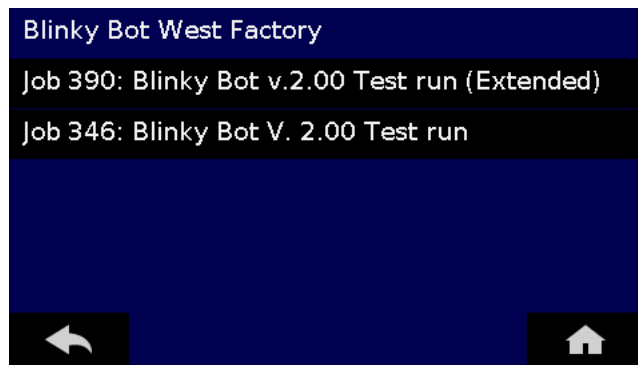 Blinky Bot West Factory
Job 390: Blinky Bot v.2.00 Test run (Extended)
Job 346: Blinky Bot V. 2.00 Test run